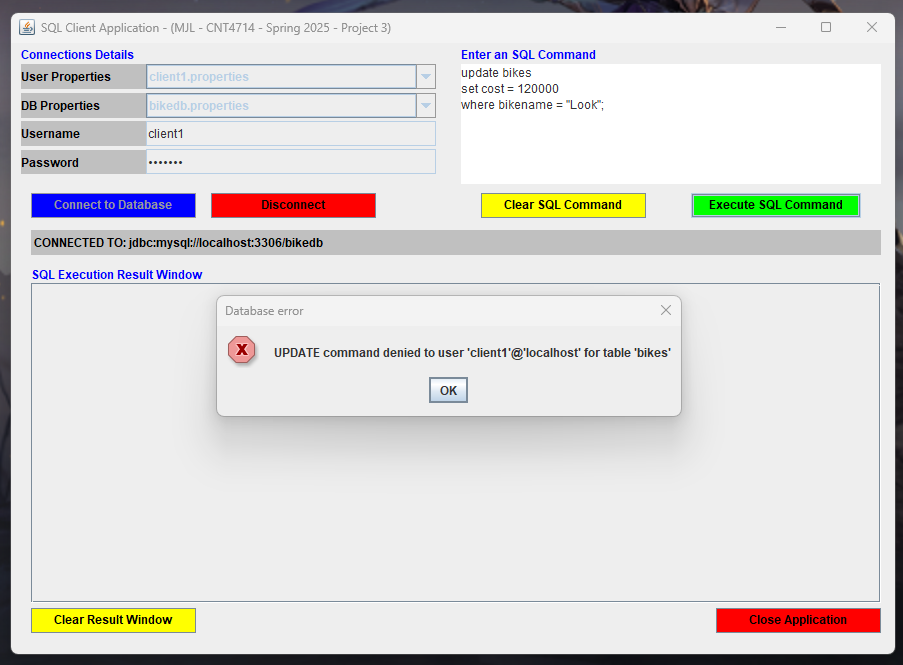 SQL Client Application - (MJL - CNT4714 - Spring 2025 - Project 3)
Connections Details
User Properties client1.properties
DB Properties bikedb.properties
Username client1
Password •••••••
Enter an SQL Command
update bikes
set cost = 120000
where bikename = "Look";
Connect to Database Disconnect Clear SQL Command Execute SQL Command
CONNECTED TO: jdbc:mysql://localhost:3306/bikedb
SQL Execution Result Window
Database error
X
UPDATE command denied to user 'client1'@'localhost' for table 'bikes'
OK
Clear Result Window Close Application